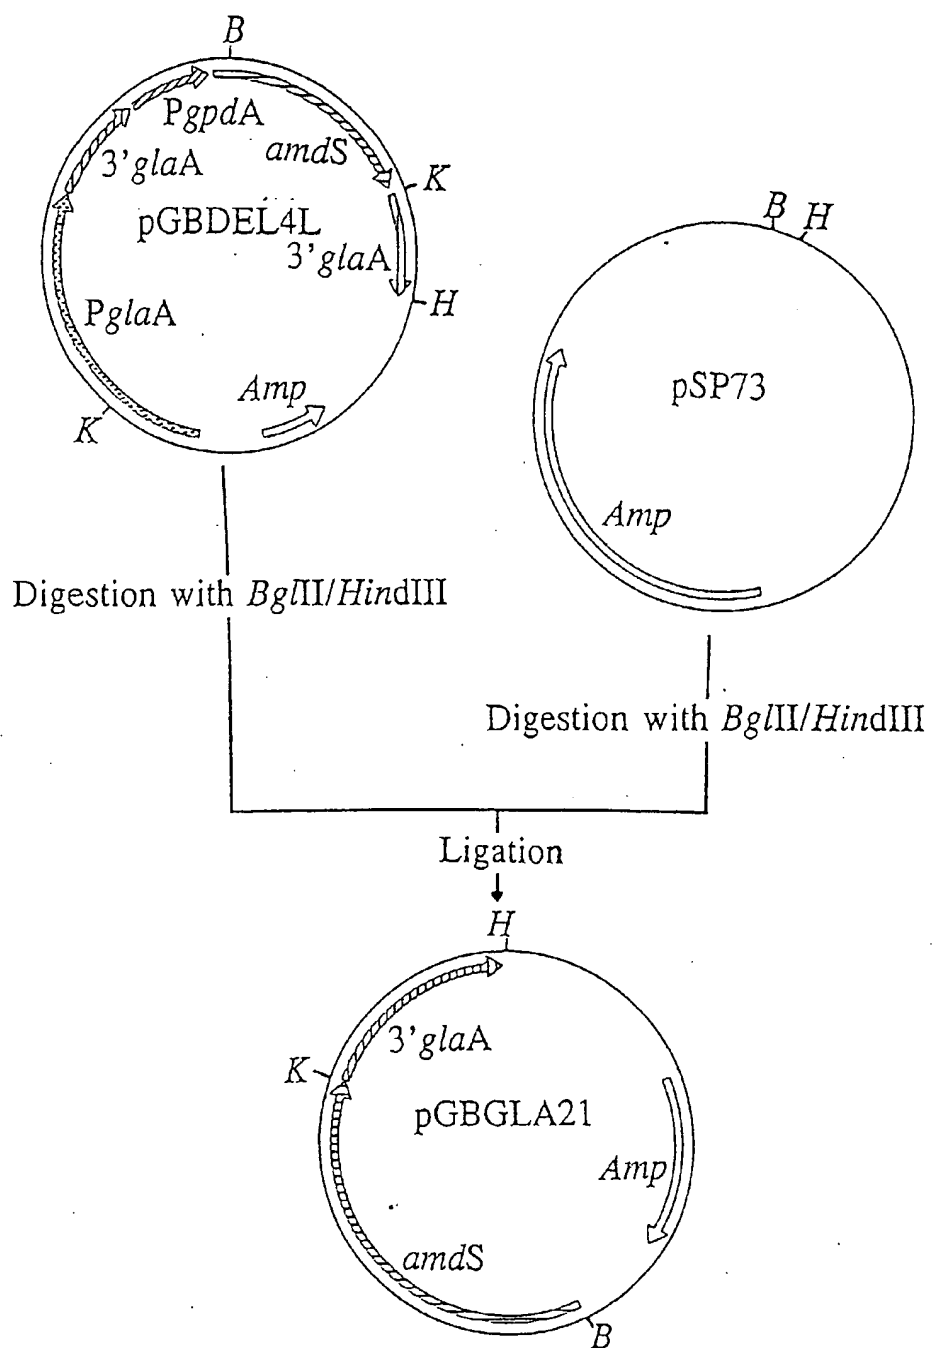 B
PgpdA
amdS
3'glaA
K
pGBDEL4L
3'glaA
H
PglaA
Amp
K
B H
pSP73
Amp
Digestion with BglII/HindIII
Digestion with BglII/HindIII
Ligation
H
3'glaA
K
pGBGLA21
Amp
amdS
B